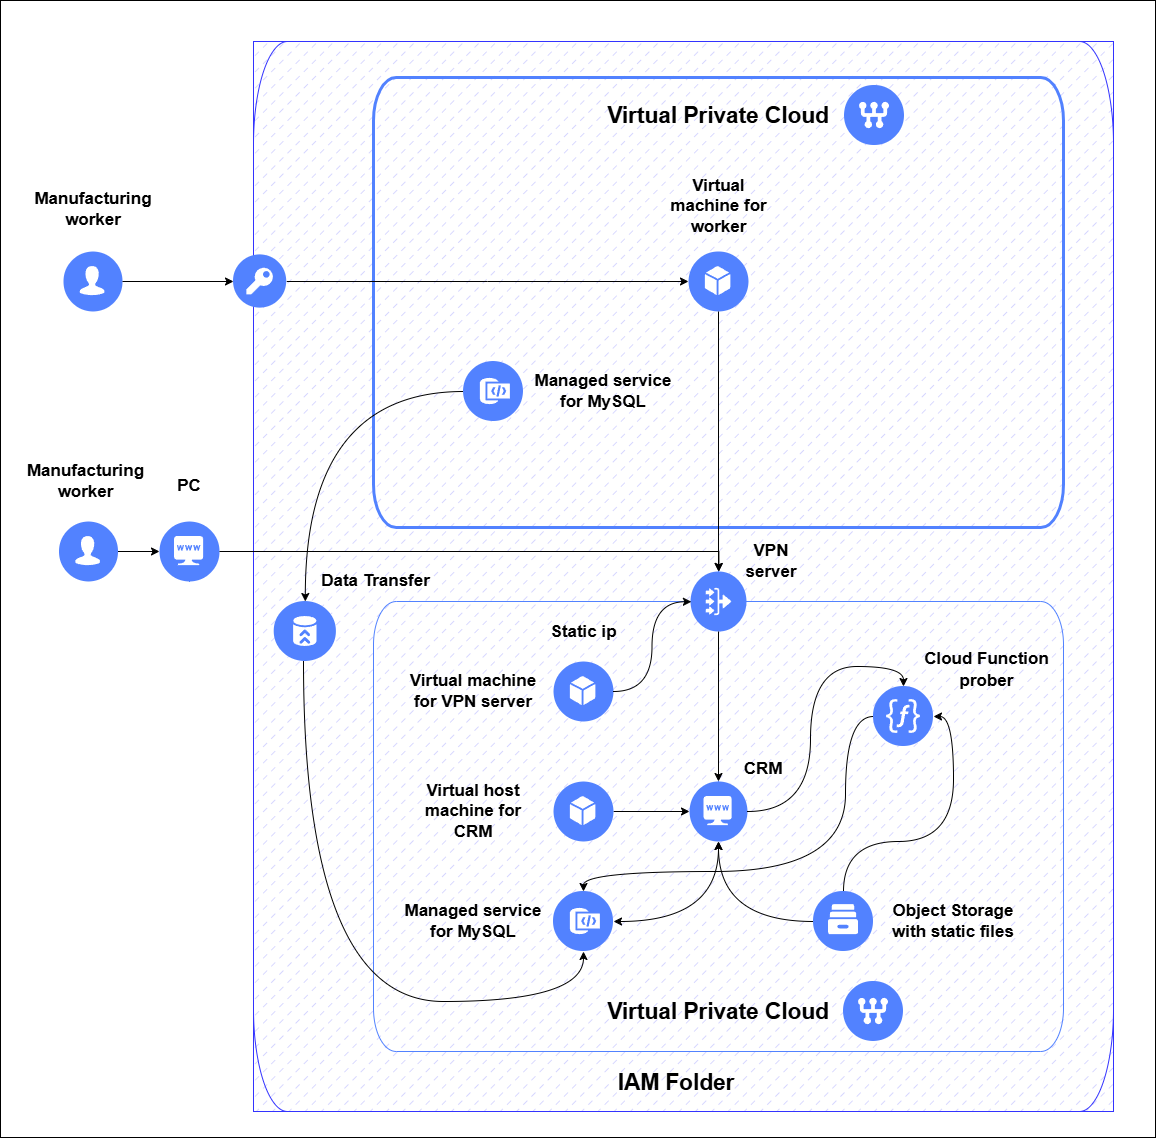 Virtual Private Cloud
Virtual
machine for
worker
Manufacturing
worker
Managed service
for MySQL
Manufacturing
worker
PC
www
VPN
server
Data Transfer
Static ip
Virtual machine
for VPN server
Cloud Function
prober
{f}
CRM
Virtual host
machine for
CRM
www
Managed service
for MySQL
Object Storage
with static files
Virtual Private Cloud
IAM Folder